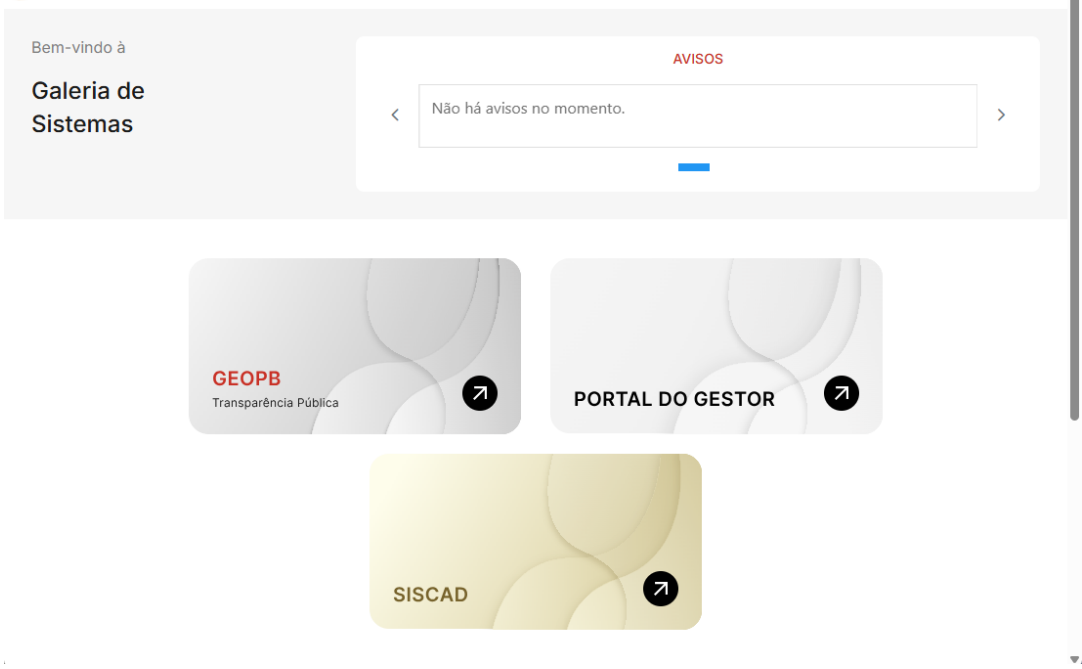 Bem-vindo à
Galeria de
Sistemas
AVISOS
Não há avisos no momento.
GEOPB
Transparência Pública
PORTAL DO GESTOR
SISCAD